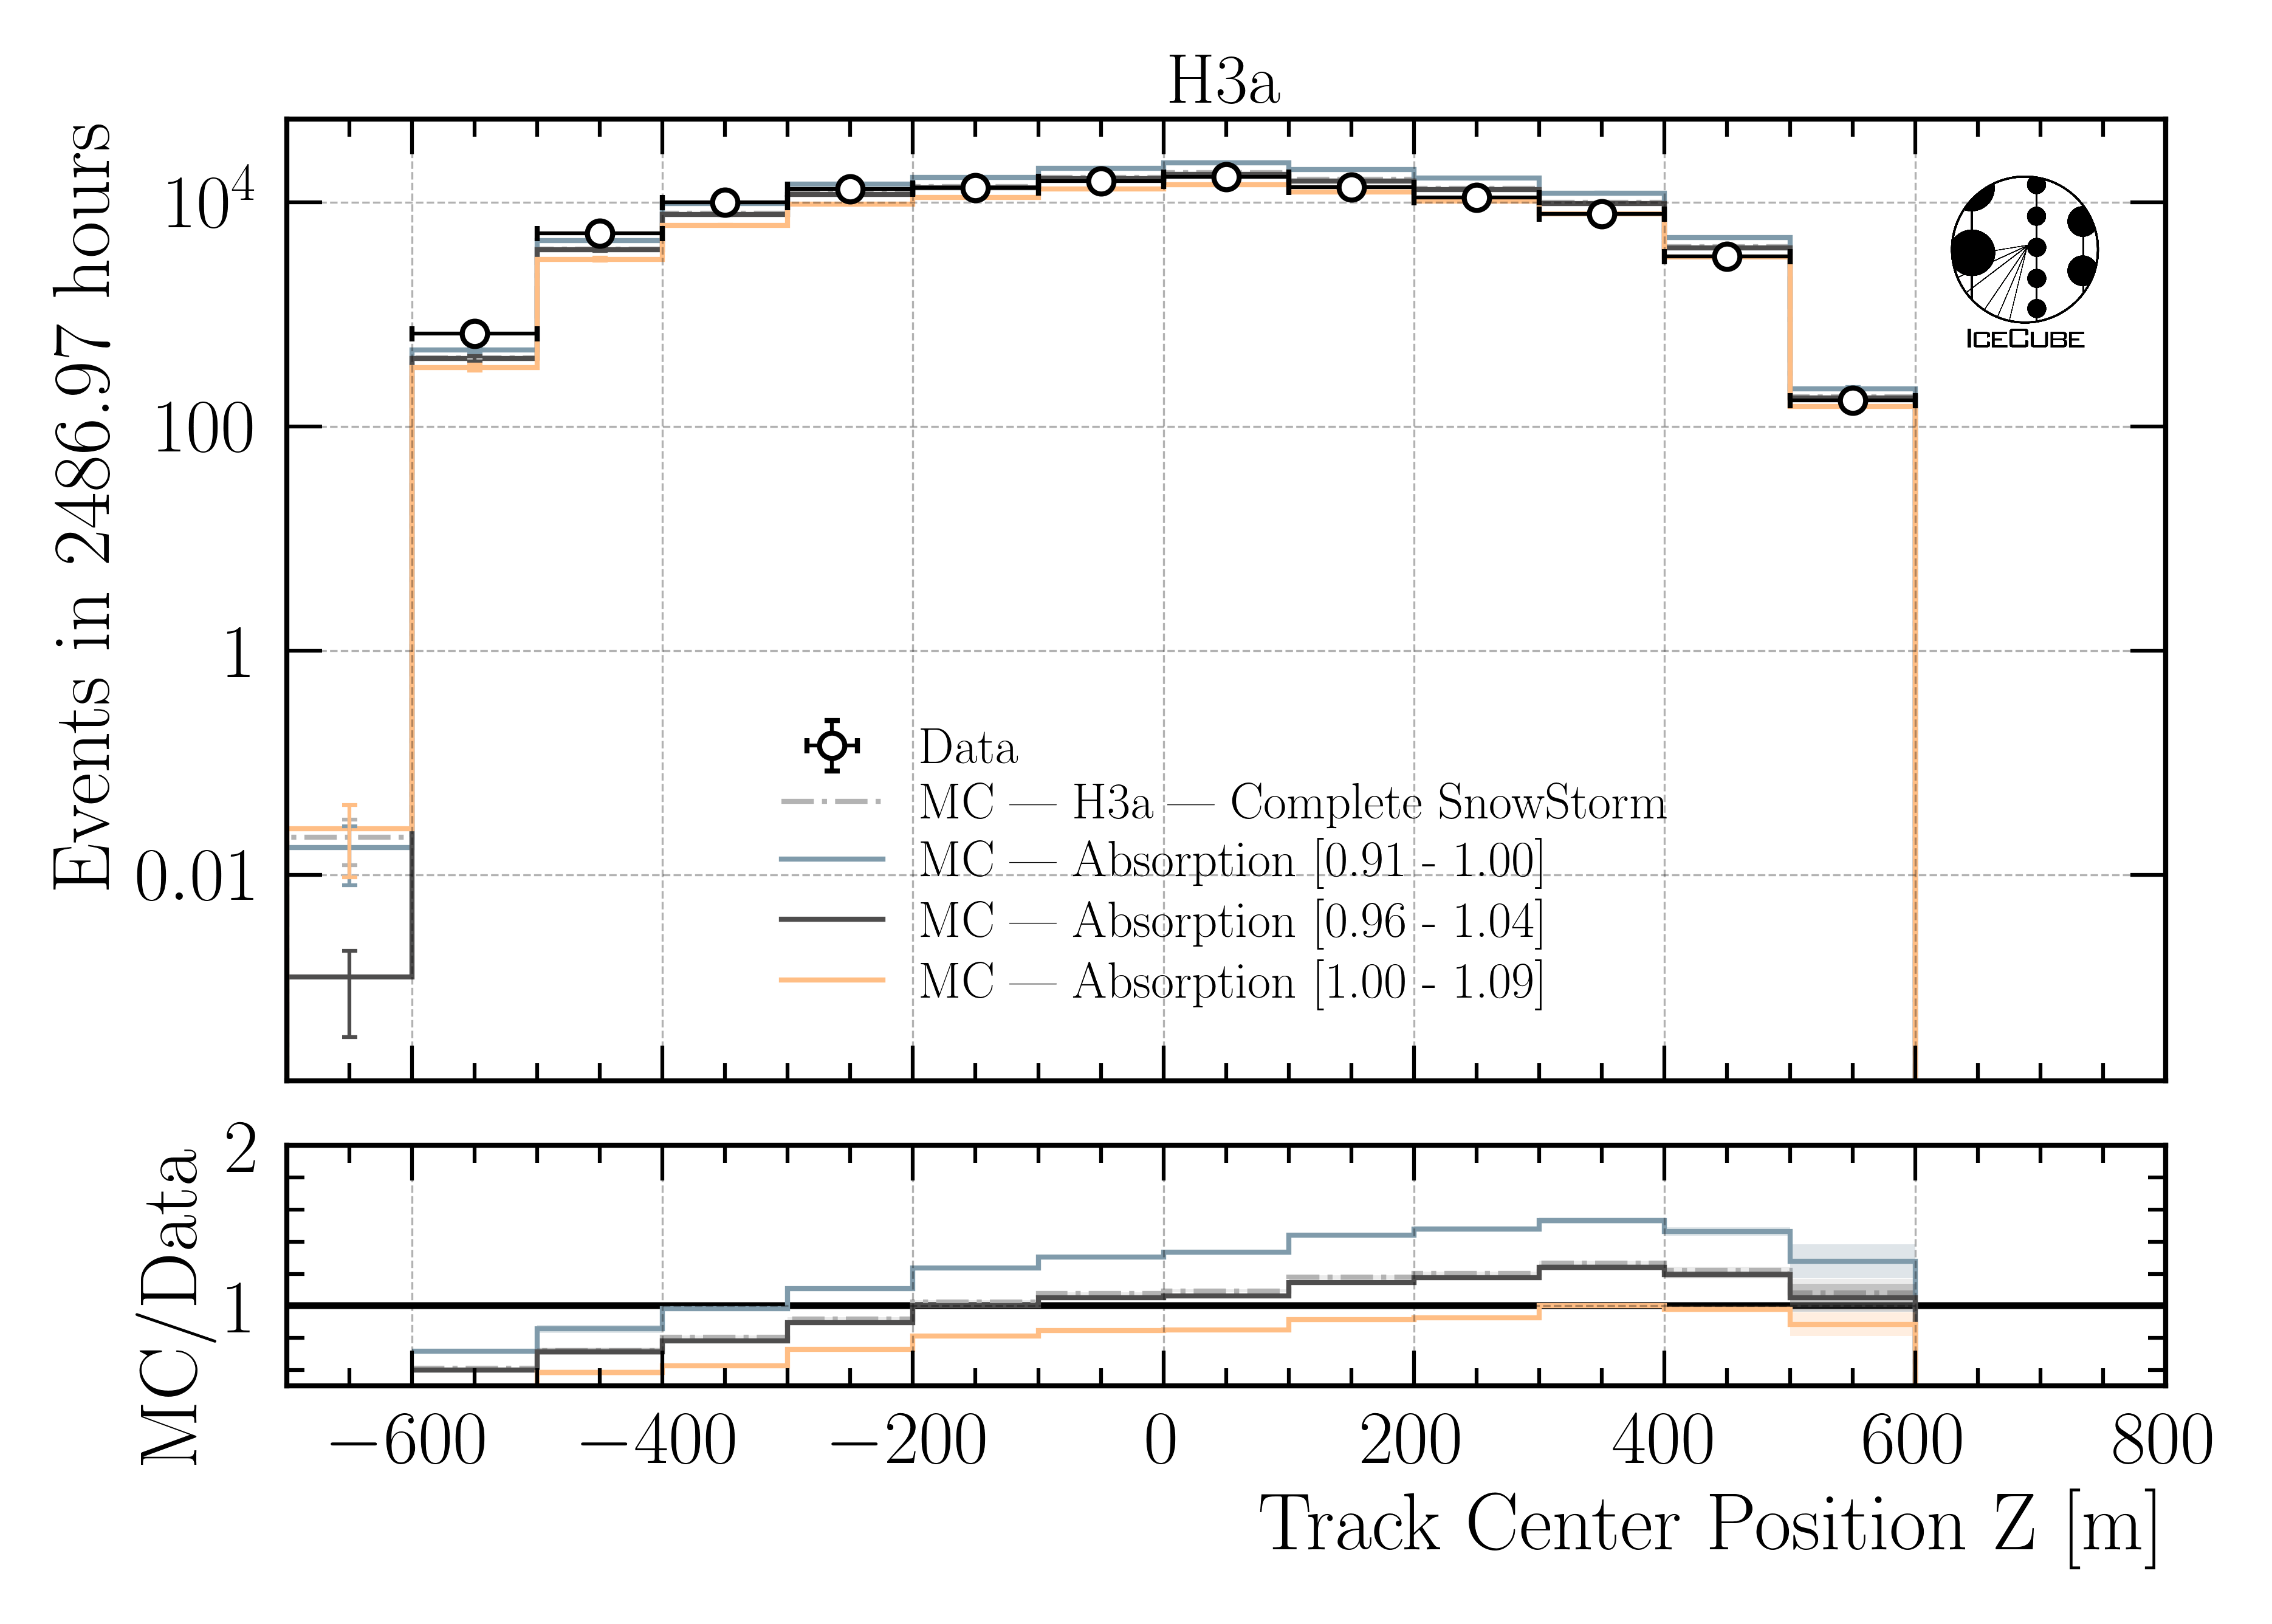 H3a
Events in 2486.97 hours
10^4
100
1
0.01
ICECUBE
Data
MC — H3a — Complete SnowStorm
MC — Absorption [0.91 - 1.00]
MC — Absorption [0.96 - 1.04]
MC — Absorption [1.00 - 1.09]
MC/Data
2
1
−600 −400 −200 0 200 400 600 800
Track Center Position Z [m]